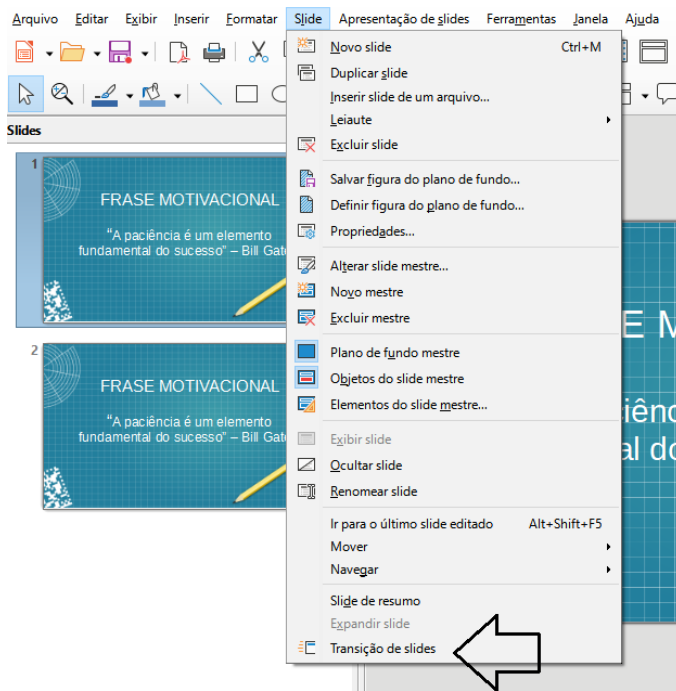 Arquivo Editar Exibir Inserir Formatar Slide Apresentação de slides Ferramentas Janela Ajuda
Novo slide Ctrl+M
Duplicar slide
Inserir slide de um arquivo...
Leiaute
Excluir slide
Salvar figura do plano de fundo...
Definir figura do plano de fundo...
Propriedades...
Alterar slide mestre...
Novo mestre
Excluir mestre
Plano de fundo mestre
Objetos do slide mestre
Elementos do slide mestre...
Exibir slide
Ocultar slide
Renomear slide
Ir para o último slide editado Alt+Shift+F5
Mover
Navegar
Slide de resumo
Expandir slide
Transição de slides
Slides
1
FRASE MOTIVACIONAL
“A paciência é um elemento
fundamental do sucesso” – Bill Gat
2
FRASE MOTIVACIONAL
“A paciência é um elemento
fundamental do sucesso” – Bill Gat
E M
iênc
al do